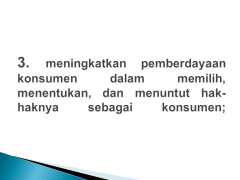 3. meningkatkan pemberdayaan
konsumen dalam memilih,
menentukan, dan menuntut hak-
haknya sebagai konsumen;